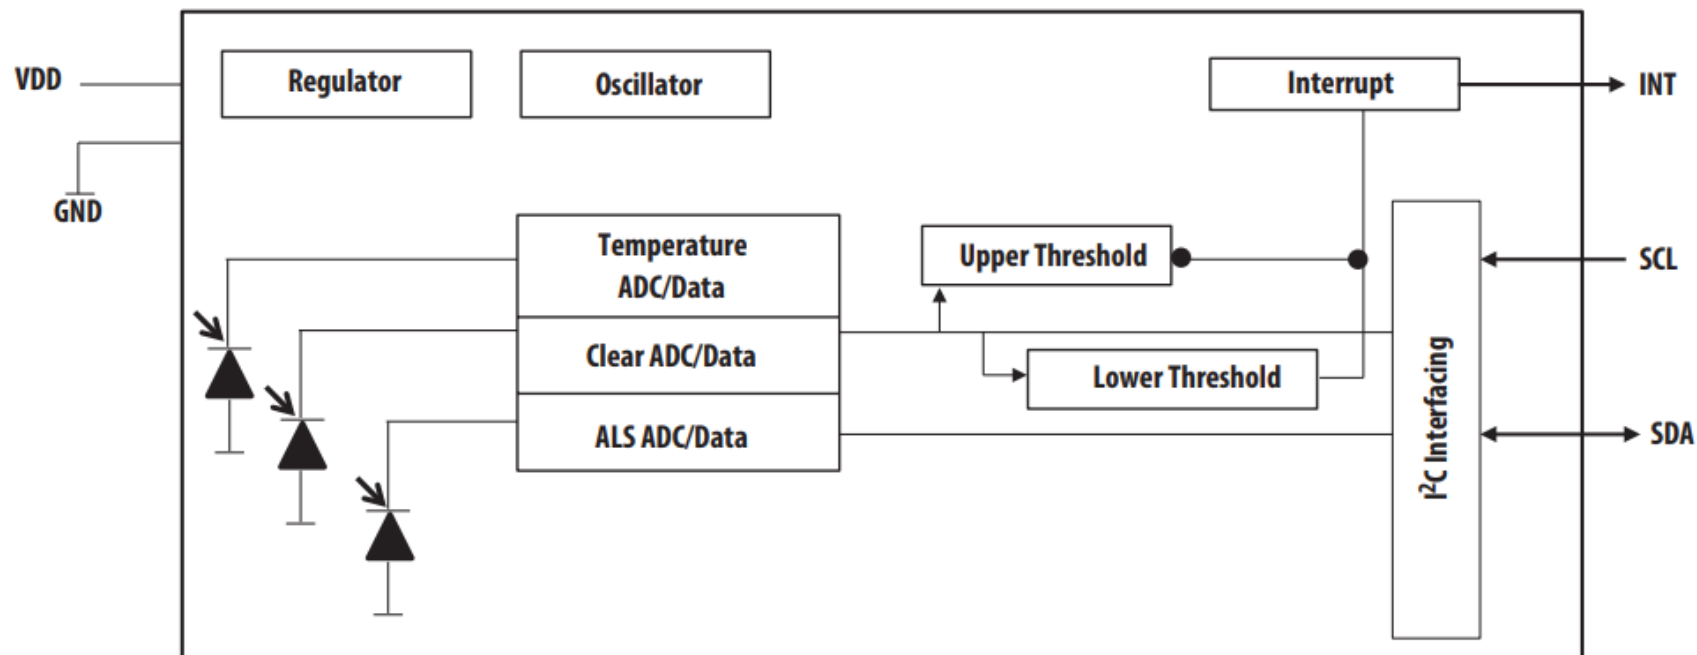 VDD
GND
Regulator
Oscillator
Interrupt
INT
Temperature
ADC/Data
Clear ADC/Data
ALS ADC/Data
Upper Threshold
Lower Threshold
I²C Interfacing
SCL
SDA